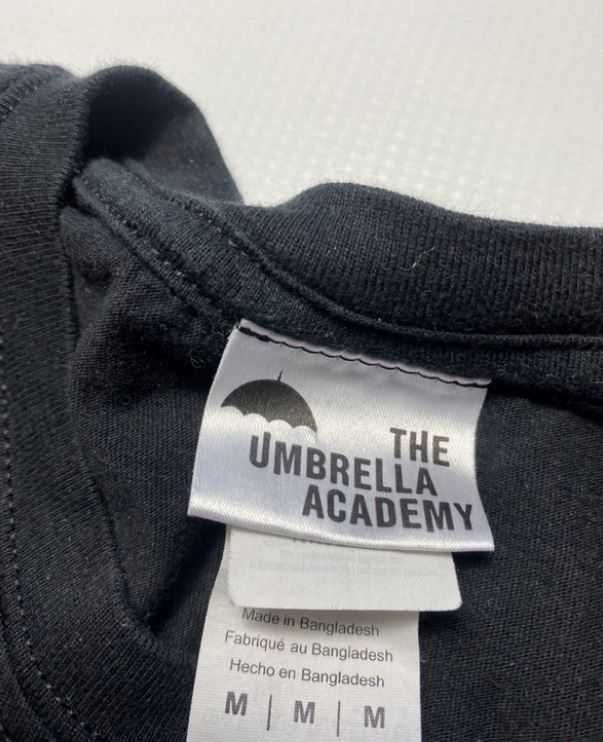 THE
UMBRELLA
ACADEMY
Made in Bangladesh
Fabriqué au Bangladesh
Hecho en Bangladesh
M | M | M